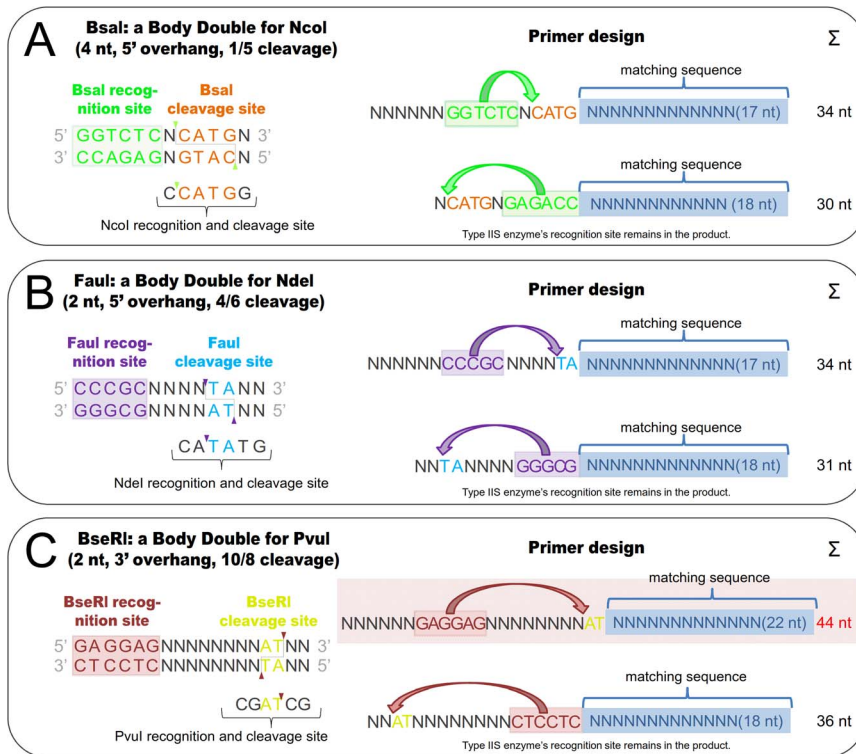 A
BsaI: a Body Double for NcoI
(4 nt, 5' overhang, 1/5 cleavage)
Primer design
Σ
BsaI recog-
nition site
BsaI
cleavage site
5' GGTCTCNCATGN 3'
3' CCAGAGNGTACN 5'
CCATGG
NcoI recognition and cleavage site
matching sequence
NNNNNNGGTCTCNCATG NNNNNNNNNNNNN(17 nt)
34 nt
matching sequence
NCATGNGAGACC NNNNNNNNNNNN (18 nt)
30 nt
Type IIS enzyme's recognition site remains in the product.
B
FauI: a Body Double for NdeI
(2 nt, 5' overhang, 4/6 cleavage)
Primer design
Σ
FauI recog-
nition site
FauI
cleavage site
5' CCCGCNNNNTANN 3'
3' GGGCGNNNNATNN 5'
CATATG
NdeI recognition and cleavage site
matching sequence
NNNNNNCCCGCNNNNTA NNNNNNNNNNNNN(17 nt)
34 nt
matching sequence
NNTANNNNGGGCG NNNNNNNNNNNNN(18 nt)
31 nt
Type IIS enzyme's recognition site remains in the product.
C
BseRI: a Body Double for PvuI
(2 nt, 3' overhang, 10/8 cleavage)
Primer design
Σ
BseRI recog-
nition site
BseRI
cleavage site
5' GAGGAGNNNNNNNNATNN 3'
3' CTCCTCNNNNNNNNTANN 5'
CGATCG
PvuI recognition and cleavage site
matching sequence
NNNNNNGAGGAGNNNNNNNNAT NNNNNNNNNNNNN(22 nt)
44 nt
matching sequence
NNATNNNNNNNNCTCCTC NNNNNNNNNNNNN(18 nt)
36 nt
Type IIS enzyme's recognition site remains in the product.